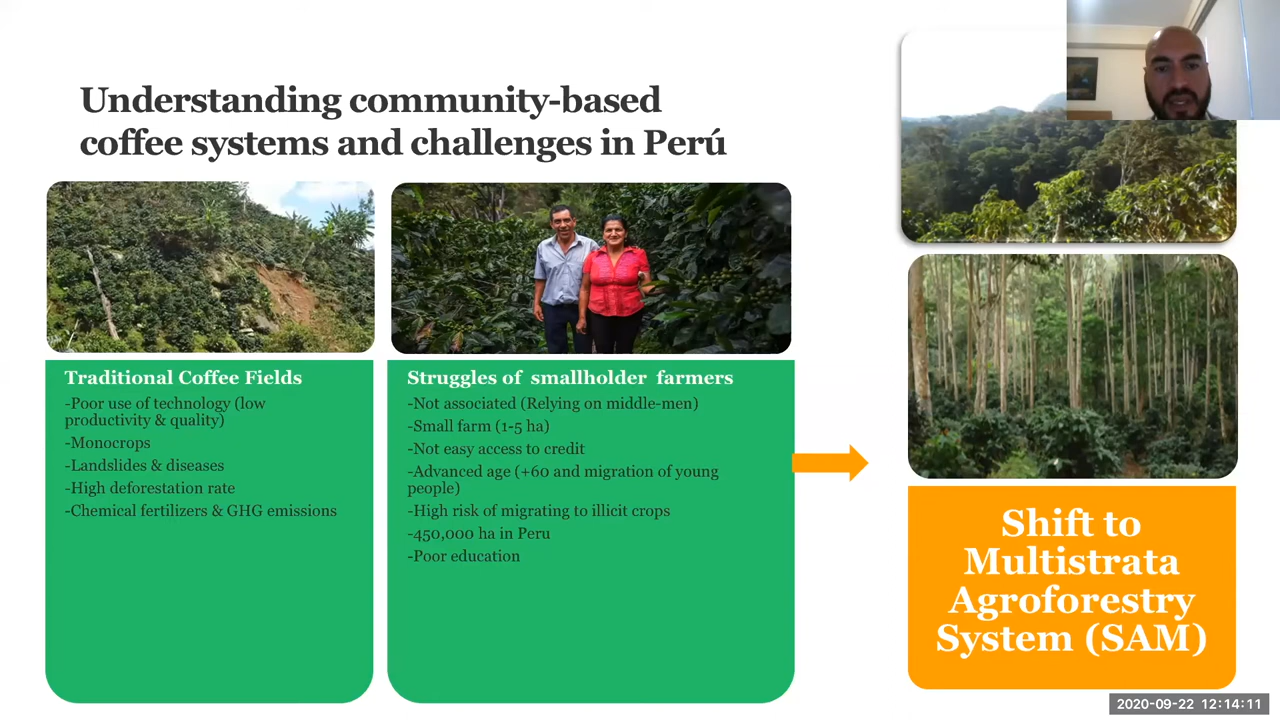 Understanding community-based
coffee systems and challenges in Perú
Traditional Coffee Fields
-Poor use of technology (low
productivity & quality)
-Monocrops
-Landslides & diseases
-High deforestation rate
-Chemical fertilizers & GHG emissions
Struggles of smallholder farmers
-Not associated (Relying on middle-men)
-Small farm (1-5 ha)
-Not easy access to credit
-Advanced age (+60 and migration of young
people)
-High risk of migrating to illicit crops
-450,000 ha in Peru
-Poor education
Shift to
Multistrata
Agroforestry
System (SAM)
2020-09-22 12:14:11